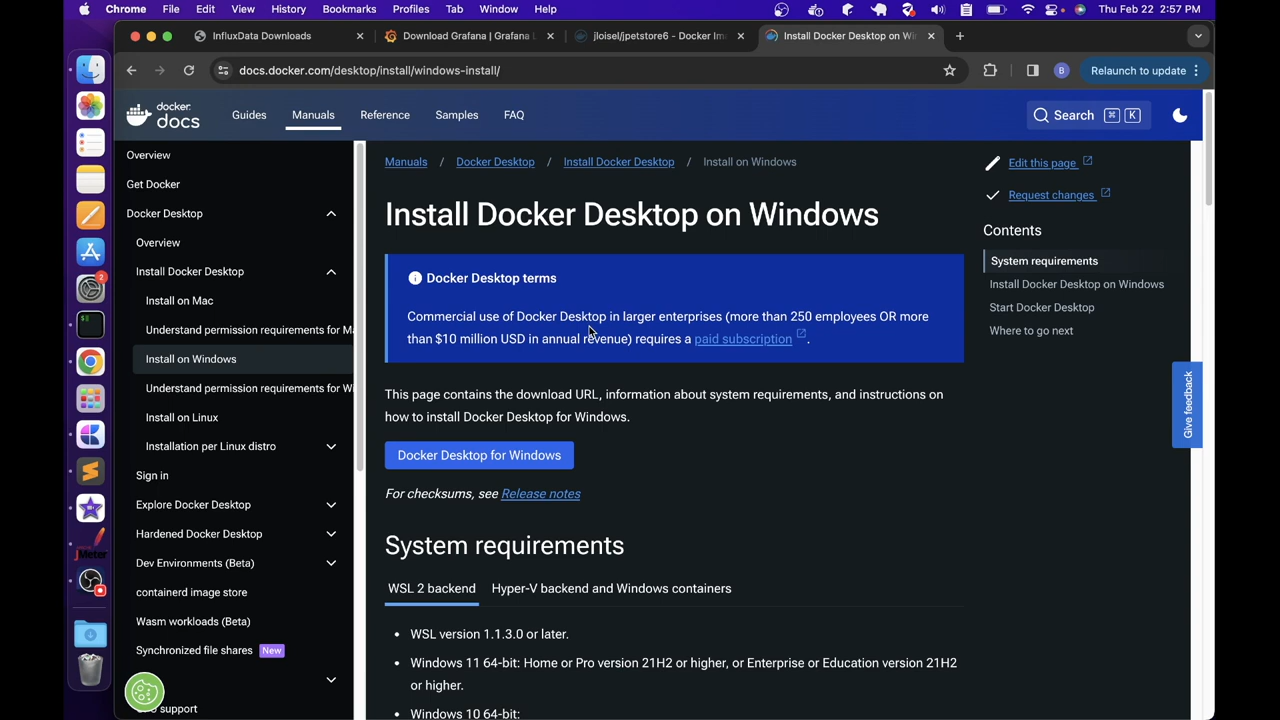 Chrome File Edit View History Bookmarks Profiles Tab Window Help Thu Feb 22 2:57 PM
InfluxData Downloads Download Grafana | Grafana L jloisel/jpetstore6 - Docker Im Install Docker Desktop on Wi
docs.docker.com/desktop/install/windows-install/ B Relaunch to update
docker docs Guides Manuals Reference Samples FAQ Search ⌘ K
Overview
Get Docker
Docker Desktop
Overview
Install Docker Desktop
Install on Mac
Understand permission requirements for Ma
Install on Windows
Understand permission requirements for Wi
Install on Linux
Installation per Linux distro
Sign in
Explore Docker Desktop
Hardened Docker Desktop
Dev Environments (Beta)
containerd image store
Wasm workloads (Beta)
Synchronized file shares New
support
2
$$
JMeter
Manuals / Docker Desktop / Install Docker Desktop / Install on Windows
Install Docker Desktop on Windows
Docker Desktop terms
Commercial use of Docker Desktop in larger enterprises (more than 250 employees OR more
than $10 million USD in annual revenue) requires a paid subscription.
This page contains the download URL, information about system requirements, and instructions on
how to install Docker Desktop for Windows.
Docker Desktop for Windows
For checksums, see Release notes
System requirements
WSL 2 backend Hyper-V backend and Windows containers
• WSL version 1.1.3.0 or later.
• Windows 11 64-bit: Home or Pro version 21H2 or higher, or Enterprise or Education version 21H2
or higher.
• Windows 10 64-bit:
Edit this page
Request changes
Contents
System requirements
Install Docker Desktop on Windows
Start Docker Desktop
Where to go next
Give feedback